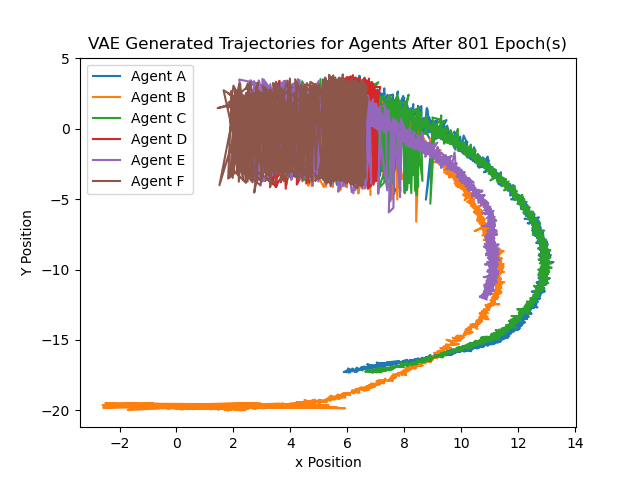 VAE Generated Trajectories for Agents After 801 Epoch(s)
Agent A
Agent B
Agent C
Agent D
Agent E
Agent F
5
0
−5
−10
−15
−20
Y Position
−2
0
2
4
6
8
10
12
14
x Position